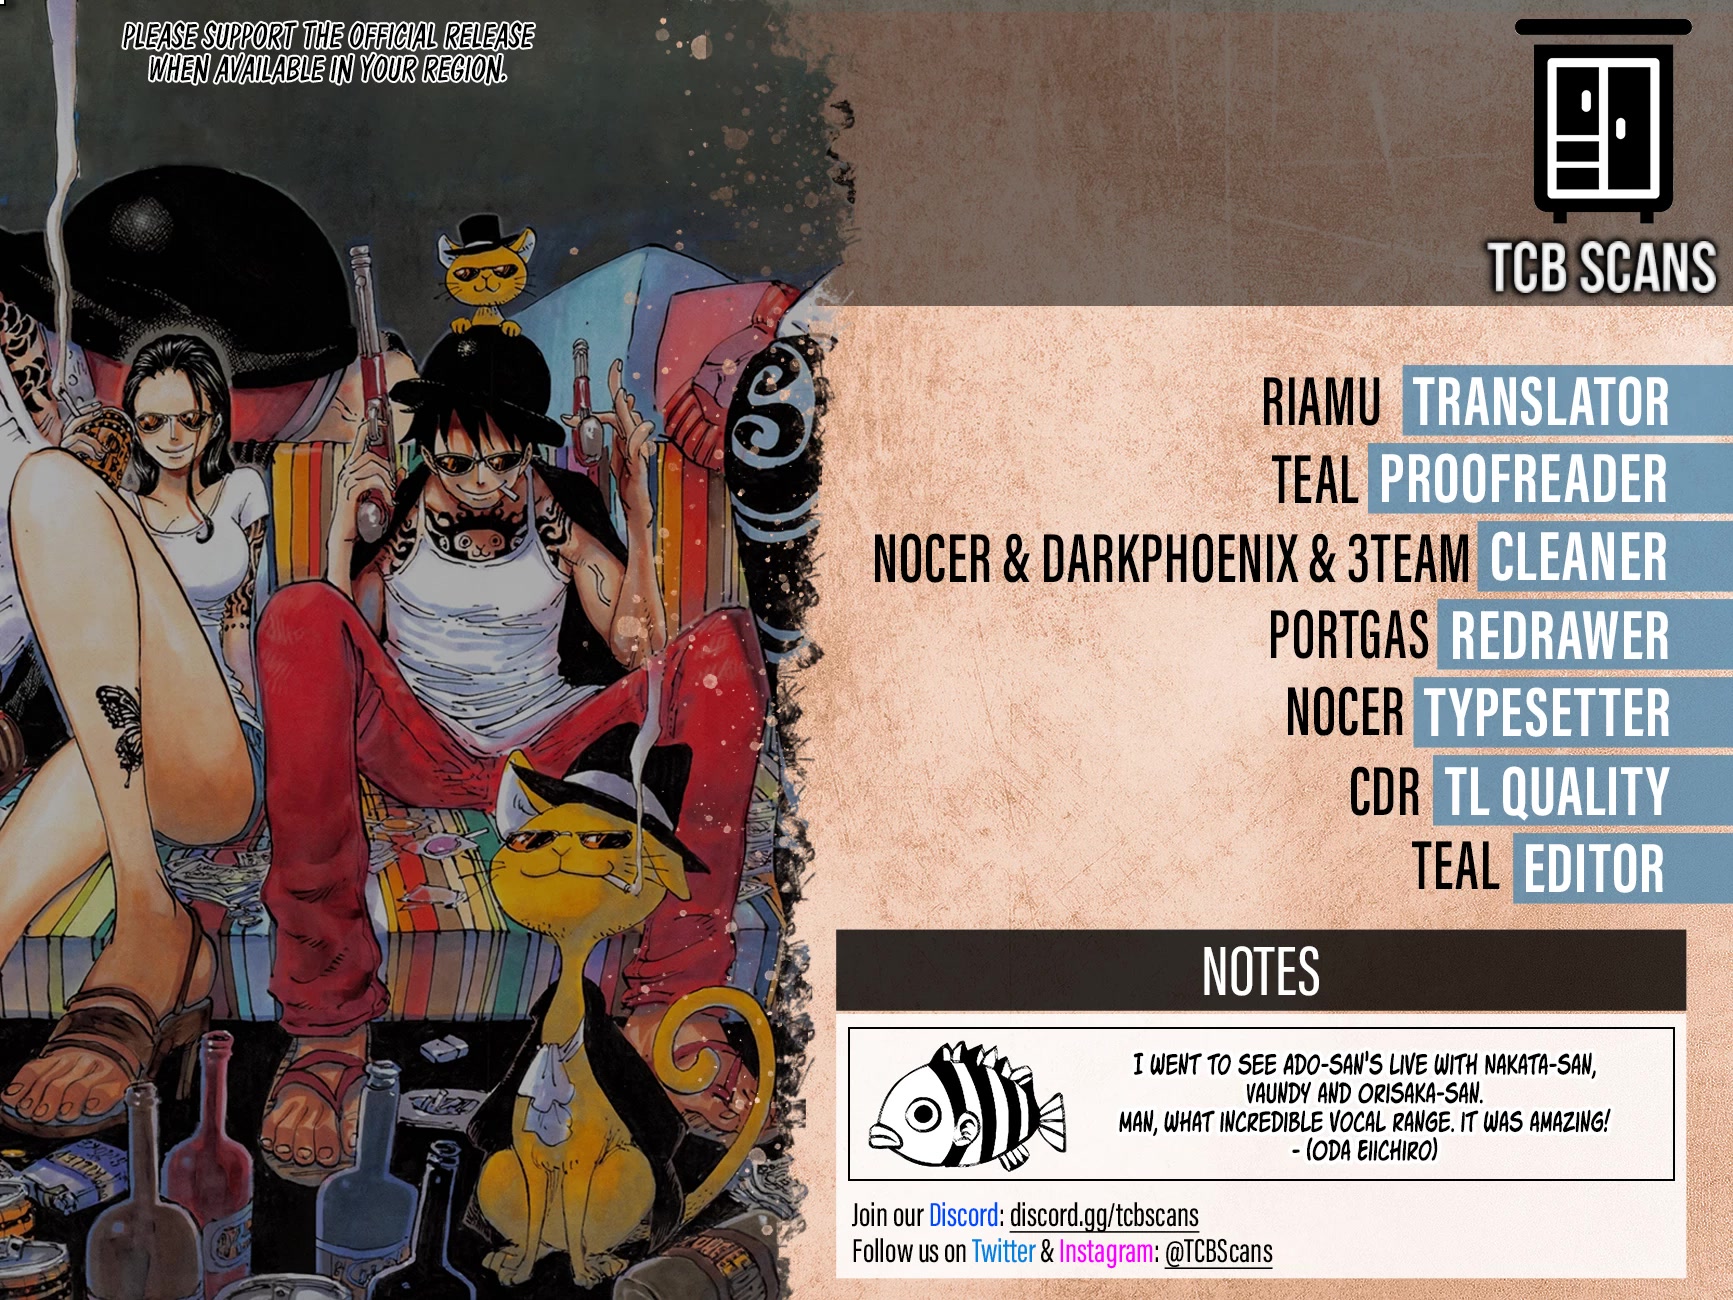 PLEASE SUPPORT THE OFFICIAL RELEASE
WHEN AVAILABLE IN YOUR REGION.
TCB SCANS
RIAMU TRANSLATOR
TEAL PROOFREADER
NOCER & DARKPHOENIX & 3TEAM CLEANER
PORTGAS REDRAWER
NOCER TYPESETTER
CDR TL QUALITY
TEAL EDITOR
NOTES
I WENT TO SEE ADO-SAN'S LIVE WITH NAKATA-SAN,
VAUNDY AND ORISAKA-SAN.
MAN, WHAT INCREDIBLE VOCAL RANGE. IT WAS AMAZING!
- (ODA EIICHIRO)
Join our Discord: discord.gg/tcbscans
Follow us on Twitter & Instagram: @TCBScans